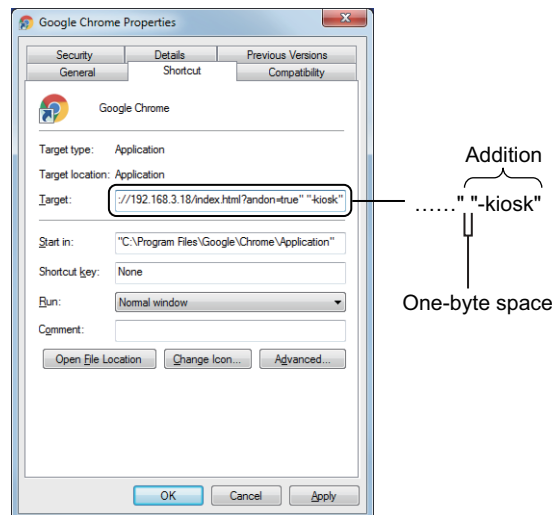 Google Chrome Properties
x
Security Details Previous Versions
General Shortcut Compatibility
Google Chrome
Target type: Application
Target location: Application
Target: ://192.168.3.18/index.html?andon=true" "-kiosk"
Start in: "C:\Program Files\Google\Chrome\Application"
Shortcut key: None
Run: Normal window
Comment:
Open File Location Change Icon... Advanced...
OK Cancel Apply
Addition
......" "-kiosk"
One-byte space